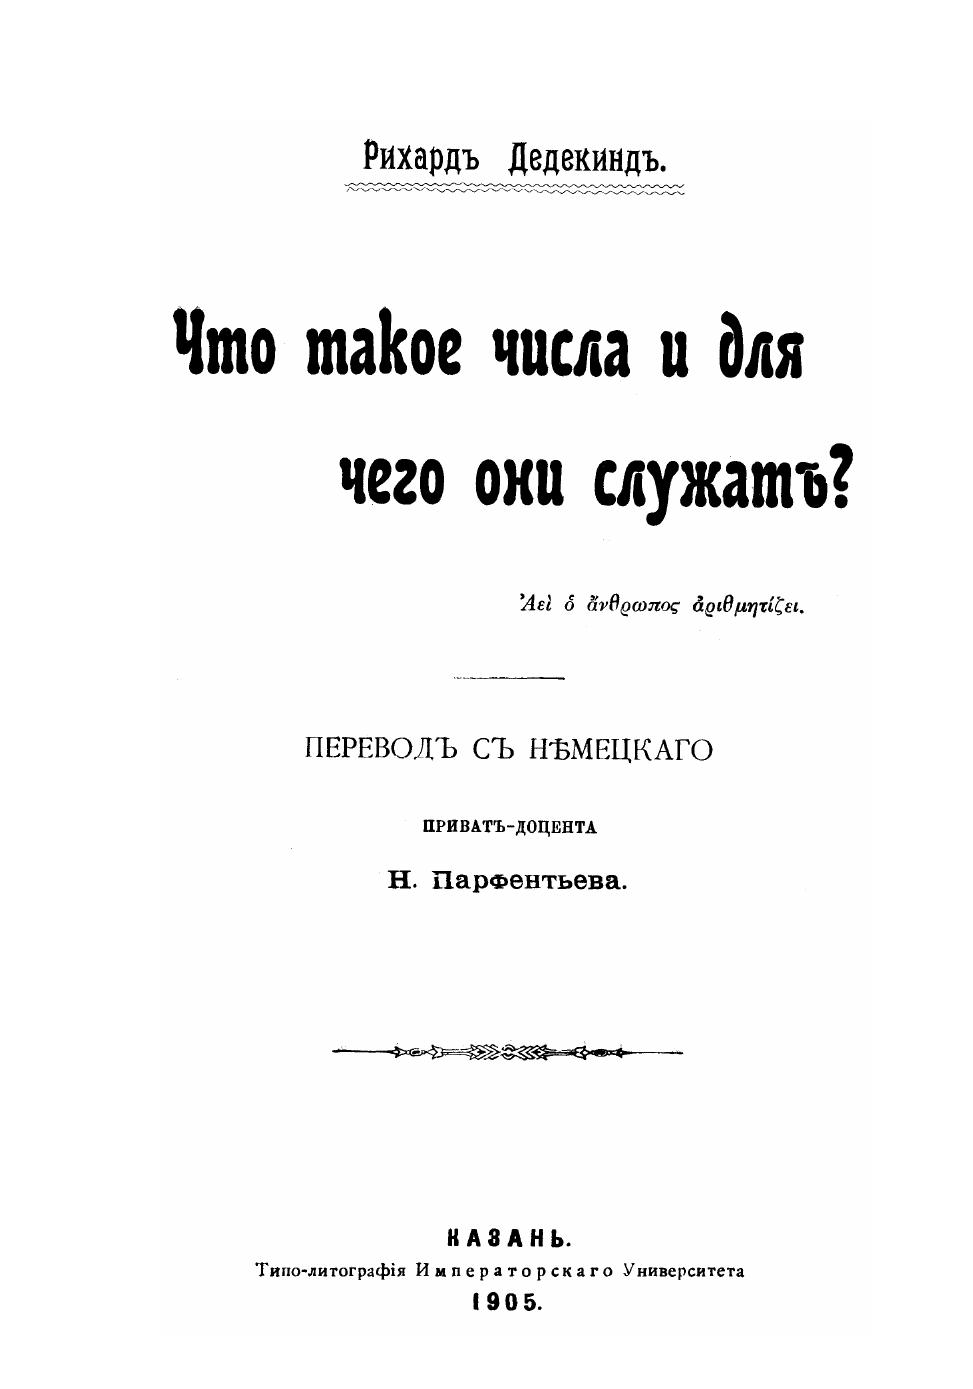 Рихардъ Дедекиндъ.
Что такое числа и для
чего они служатъ?
Ἀεὶ ὁ ἄνθρωπος ἀριθμητίζει.
ПЕРЕВОДЪ СЪ НѢМЕЦКАГО
ПРИВАТЪ-ДОЦЕНТА
Н. Парфентьева.
КАЗАНЬ.
Типо-литографія Императорскаго Университета
1905.